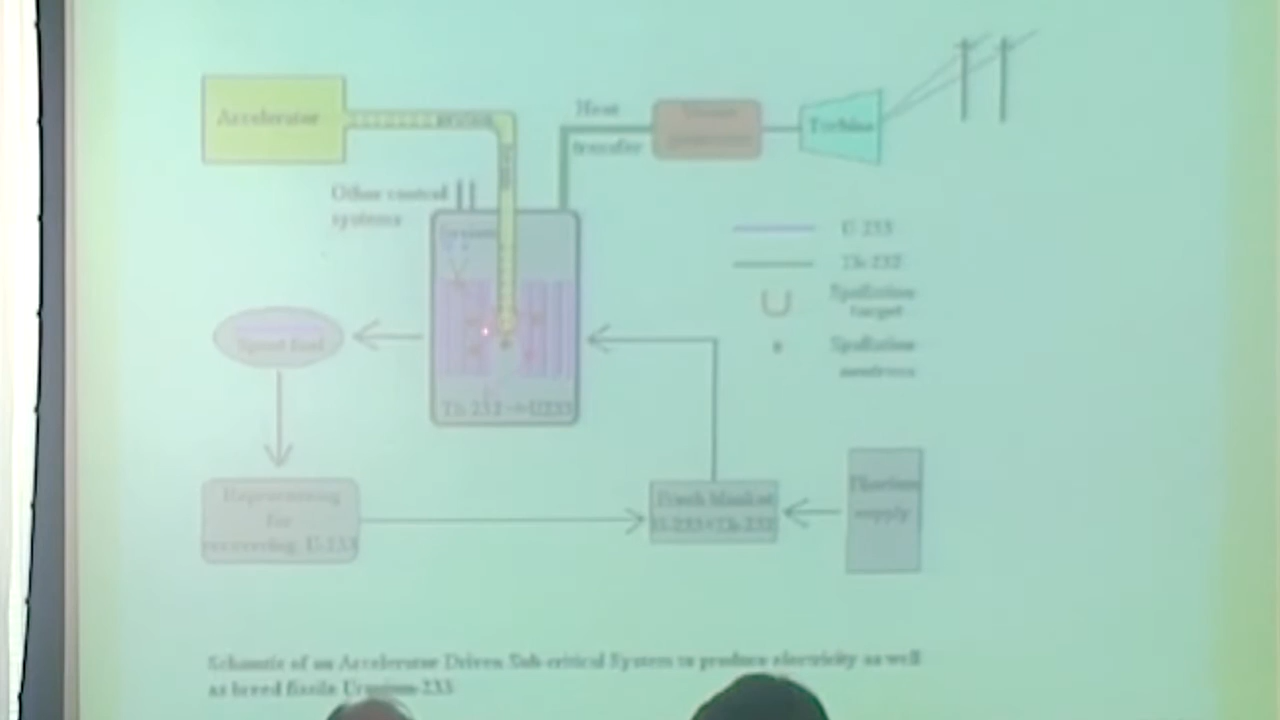 Accelerator
Heat
transfer
Turbine
Other control
systems
U-233
Th-232
Spallation
target
Spallation
neutrons
Spent fuel
Th 232 → U233
Reprocessing
for
recovering U-233
Fresh blanket
U-233+Th-232
Thorium
supply
Schematic of an Accelerator Driven Sub-critical System to produce electricity as well
as breed fissile Uranium-233